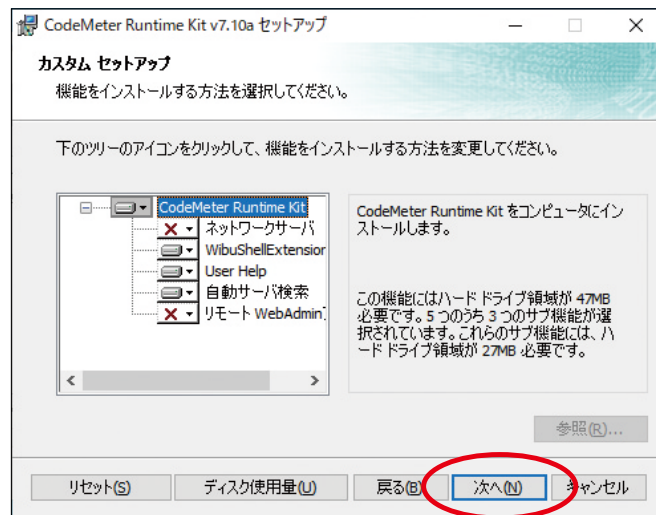 CodeMeter Runtime Kit v7.10a セットアップ
カスタム セットアップ
機能をインストールする方法を選択してください。
下のツリーのアイコンをクリックして、機能をインストールする方法を変更してください。
CodeMeter Runtime Kit
ネットワークサーバ
WibuShellExtension
User Help
自動サーバ検索
リモート WebAdmin
CodeMeter Runtime Kit をコンピュータにイン
ストールします。
この機能にはハード ドライブ領域が 47MB
必要です。5 つのうち 3 つのサブ機能が選
択されています。これらのサブ機能には、ハ
ード ドライブ領域が 27MB 必要です。
参照(R)...
リセット(S) ディスク使用量(U) 戻る(B) 次へ(N) キャンセル